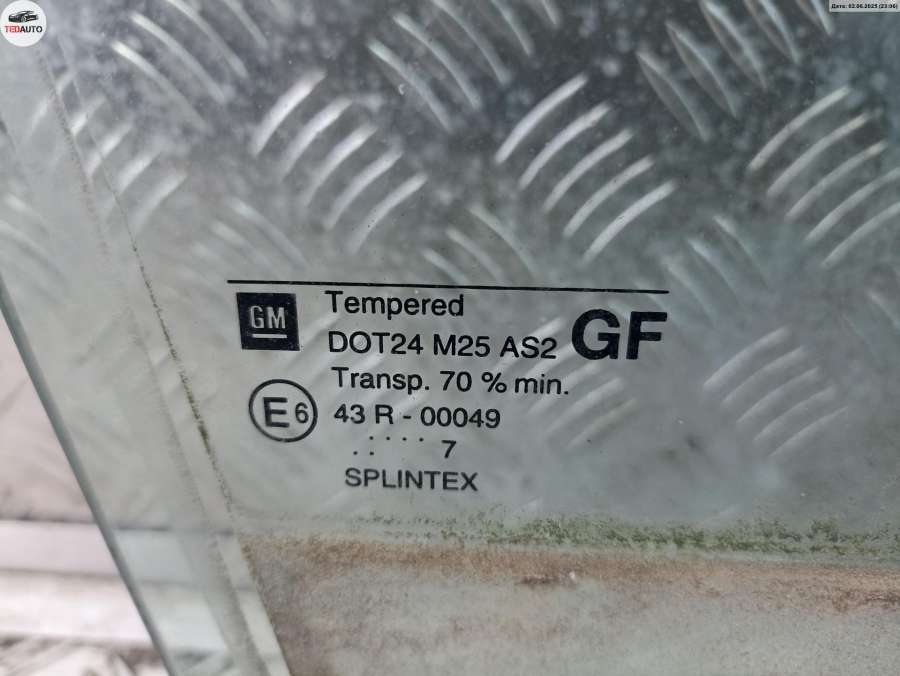 TEDAUTO
Дата: 02.06.2025 (23:06)
GM
Tempered
DOT24 M25 AS2
GF
Transp. 70 % min.
E6
43 R - 00049
.. ··· · · 7
SPLINTEX